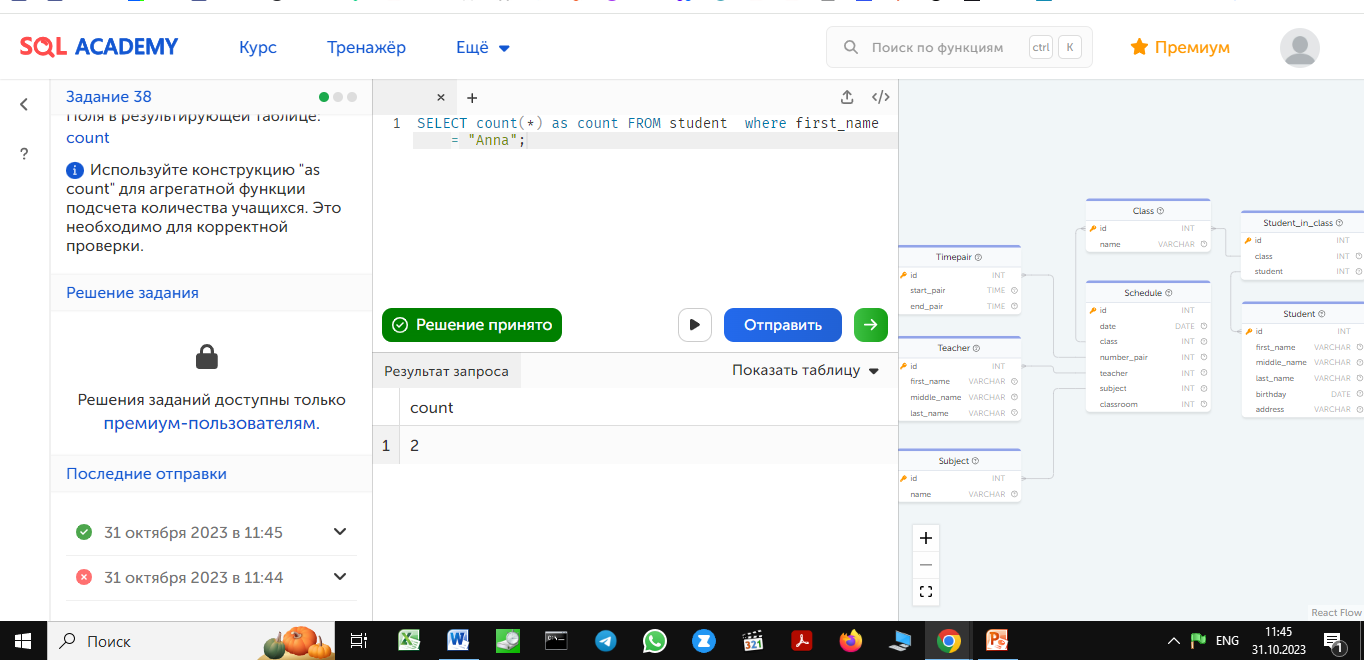 SQL ACADEMY
Курс
Тренажёр
Ещё
Поиск по функциям
ctrl
K
Премиум
Задание 38
Поля в результирующей таблице:
count
Используйте конструкцию "as
count" для агрегатной функции
подсчета количества учащихся. Это
необходимо для корректной
проверки.
Решение задания
Решения заданий доступны только
премиум-пользователям.
Последние отправки
31 октября 2023 в 11:45
31 октября 2023 в 11:44
1 SELECT count(*) as count FROM student  where first_name
= "Anna";
Решение принято
Отправить
Результат запроса
Показать таблицу
count
1 2
Timepair
id INT
start_pair TIME
end_pair TIME
Teacher
id INT
first_name VARCHAR
middle_name VARCHAR
last_name VARCHAR
Subject
id INT
name VARCHAR
Class
id INT
name VARCHAR
Schedule
id INT
date DATE
class INT
number_pair INT
teacher INT
subject INT
classroom INT
Student_in_class
id INT
class INT
student INT
Student
id INT
first_name VARCHAR
middle_name VARCHAR
last_name VARCHAR
birthday DATE
address VARCHAR
React Flow
Поиск
ENG
11:45
31.10.2023
1